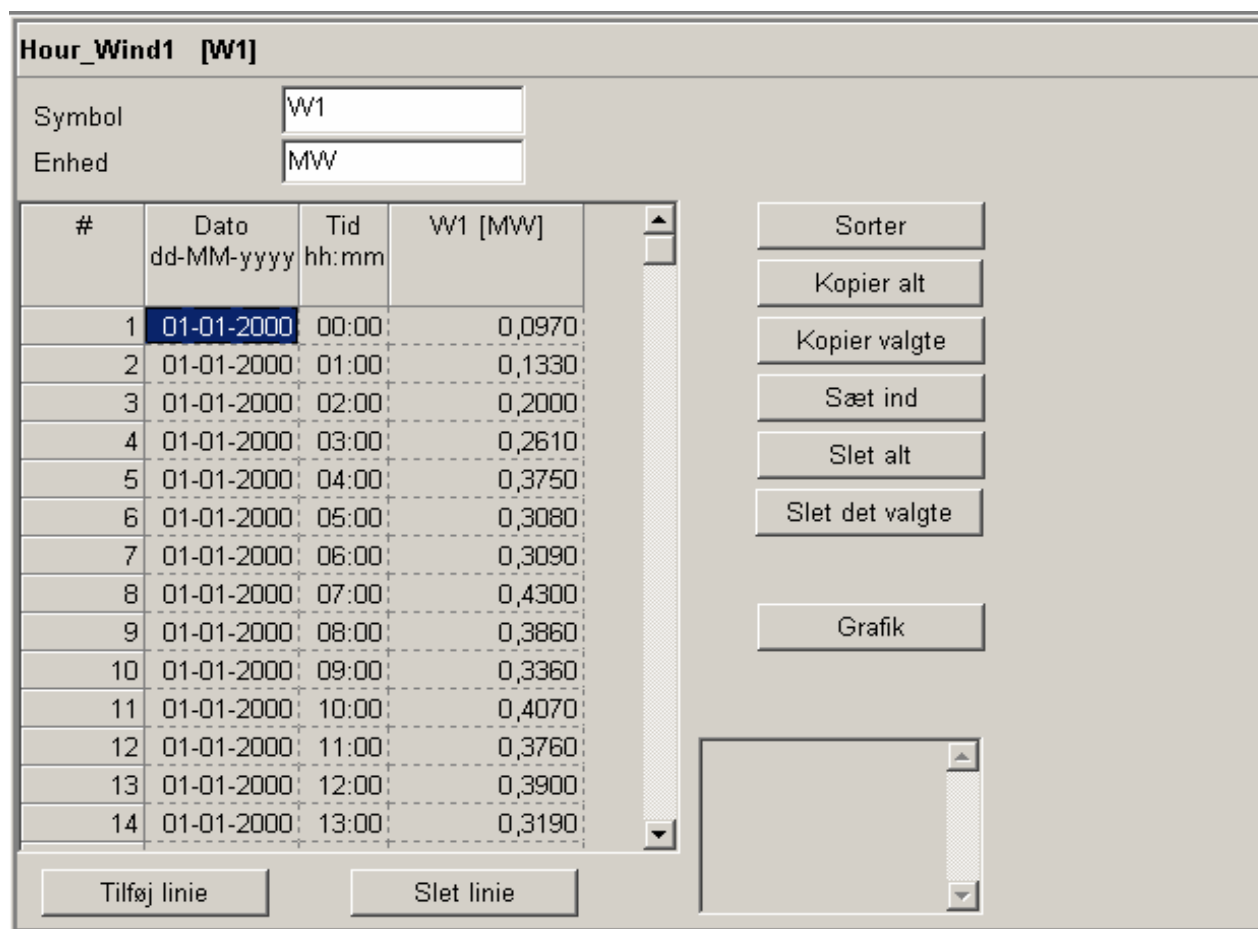 Hour_Wind1 [W1]
Symbol W1
Enhed MW
# Dato Tid W1 [MW]
dd-MM-yyyy hh:mm
1 01-01-2000 00:00 0,0970
2 01-01-2000 01:00 0,1330
3 01-01-2000 02:00 0,2000
4 01-01-2000 03:00 0,2610
5 01-01-2000 04:00 0,3750
6 01-01-2000 05:00 0,3080
7 01-01-2000 06:00 0,3090
8 01-01-2000 07:00 0,4300
9 01-01-2000 08:00 0,3860
10 01-01-2000 09:00 0,3360
11 01-01-2000 10:00 0,4070
12 01-01-2000 11:00 0,3760
13 01-01-2000 12:00 0,3900
14 01-01-2000 13:00 0,3190
Tilføj linie Slet linie
Sorter
Kopier alt
Kopier valgte
Sæt ind
Slet alt
Slet det valgte
Grafik